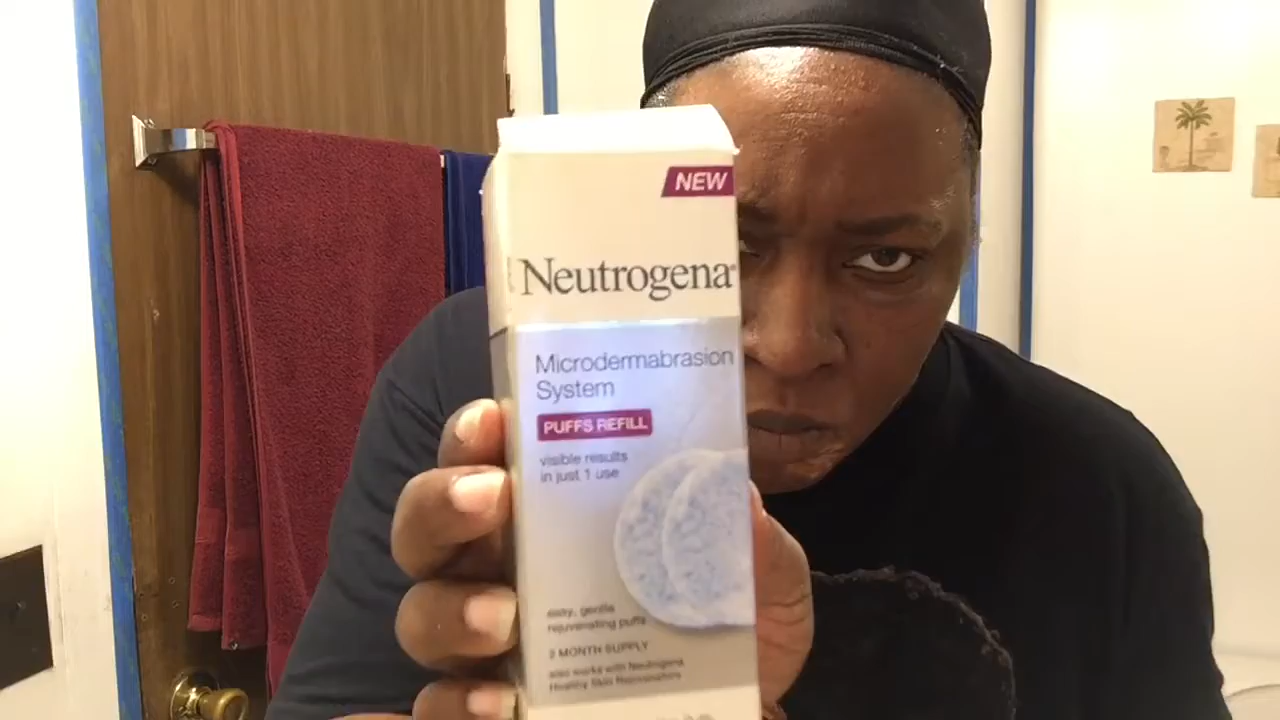 NEW
Neutrogena®
Microdermabrasion
System
PUFFS REFILL
visible results
in just 1 use
easy, gentle
rejuvenating puffs
2 MONTH SUPPLY
also works with Neutrogena
Healthy Skin Rejuvenators